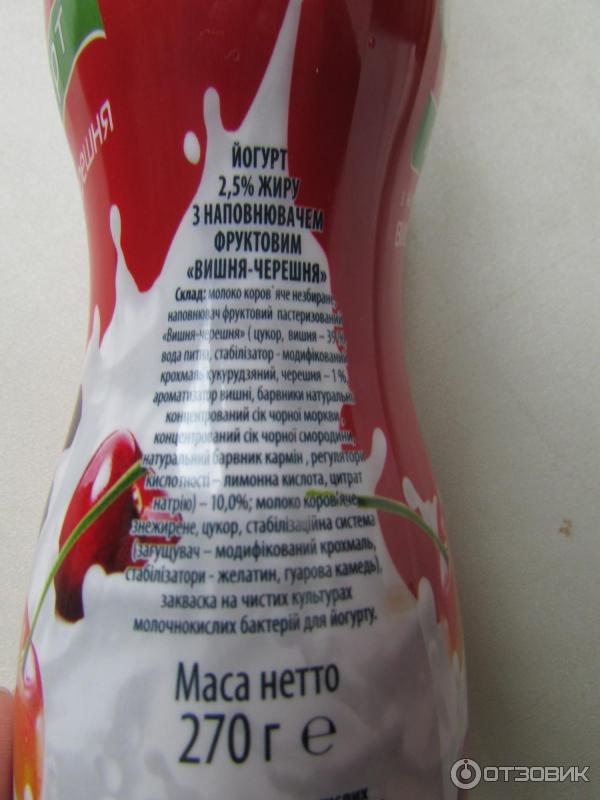 ЙОГУРТ
2,5% ЖИРУ
З НАПОВНЮВАЧЕМ
ФРУКТОВИМ
«ВИШНЯ-ЧЕРЕШНЯ»
Склад: молоко коров`яче незбиране,
наповнювач фруктовий пастеризований
«Вишня-черешня» ( цукор, вишня – 39 %,
вода питна, стабілізатор - модифікований
крохмаль кукурудзяний, черешня – 1 %,
ароматизатор вишні, барвники натуральні
концентрований сік чорної моркви ,
концентрований сік чорної смородини,
натуральний барвник кармін , регулятори
кислотності – лимонна кислота, цитрат
натрію) – 10,0%; молоко коров'яче
знежирене, цукор, стабілізаційна система
(загущувач – модифікований крохмаль,
стабілізатори - желатин, гуарова камедь),
закваска на чистих культурах
молочнокислих бактерій для йогурту.
Маса нетто
270 г ℮
ОТЗОВИК